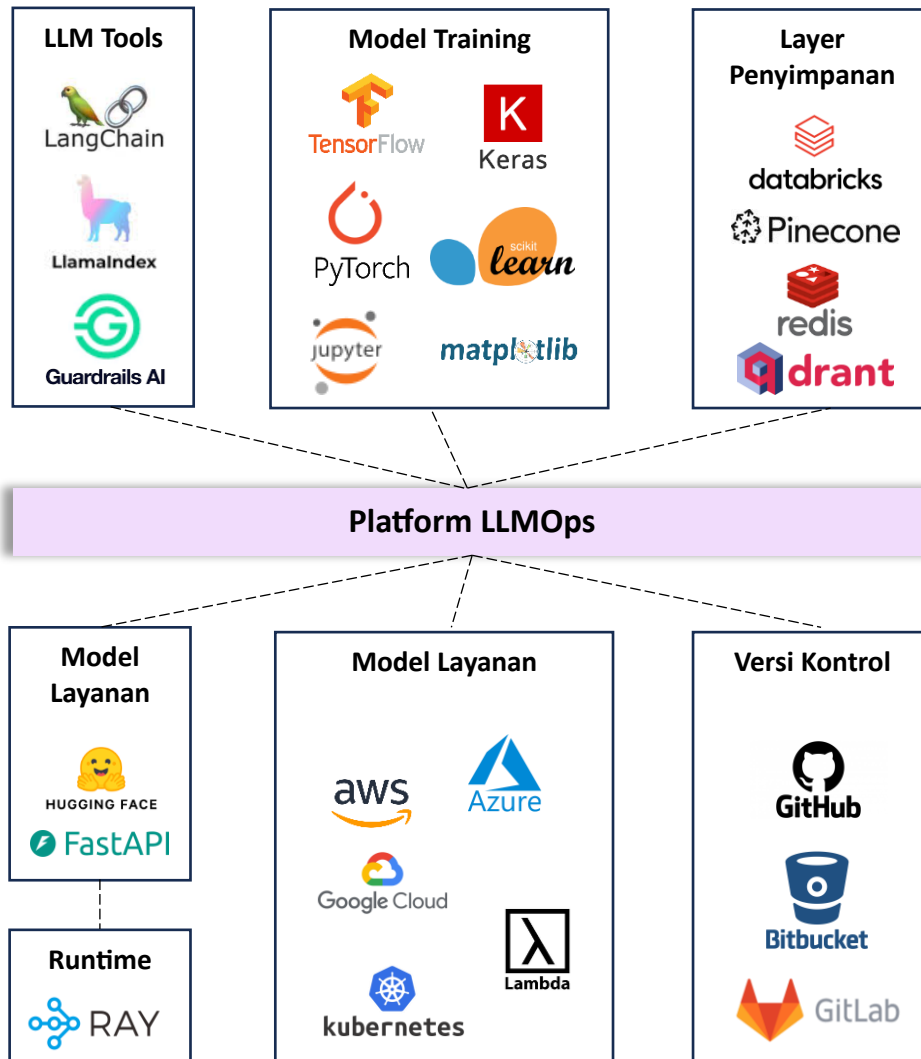 LLM Tools
LangChain
LlamaIndex
Guardrails AI
Model Training
TensorFlow
K
Keras
PyTorch
scikit
learn
jupyter
matplotlib
Layer
Penyimpanan
databricks
Pinecone
redis
qdrant
Platform LLMOps
Model
Layanan
HUGGING FACE
FastAPI
Runtime
RAY
Model Layanan
aws
Azure
Google Cloud
λ
Lambda
kubernetes
Versi Kontrol
GitHub
Bitbucket
GitLab